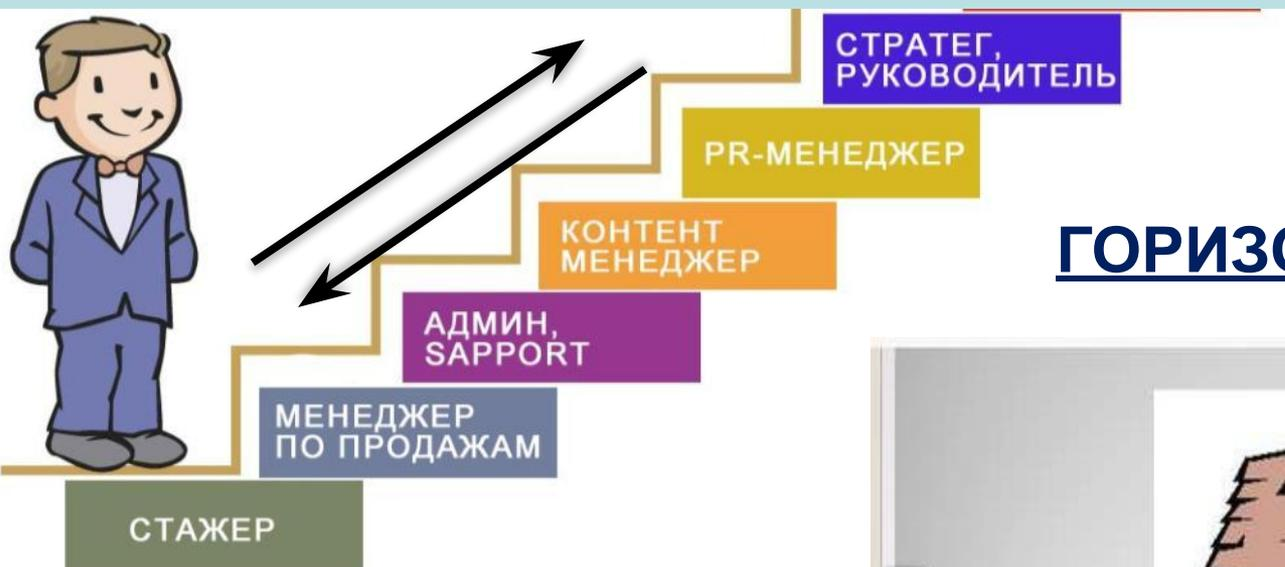 СТРАТЕГ,
РУКОВОДИТЕЛЬ
PR-МЕНЕДЖЕР
КОНТЕНТ
МЕНЕДЖЕР
АДМИН,
SAPPORT
МЕНЕДЖЕР
ПО ПРОДАЖАМ
СТАЖЕР